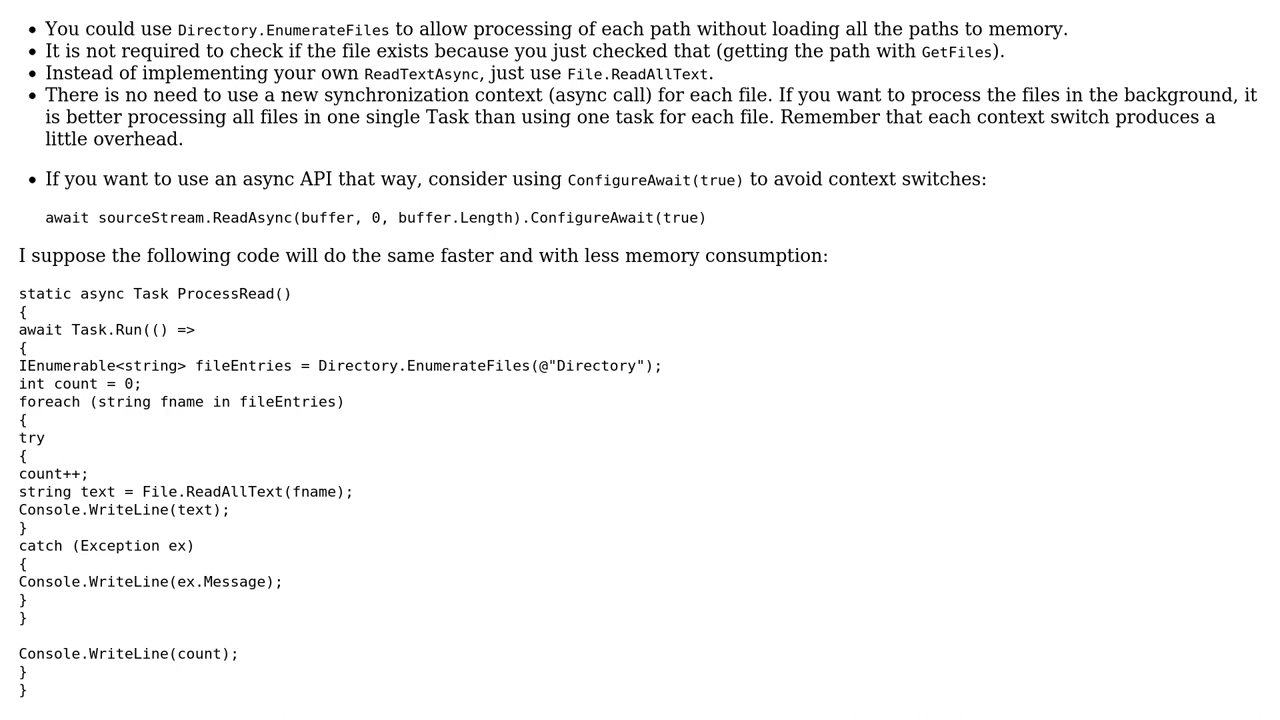 You could use Directory.EnumerateFiles to allow processing of each path without loading all the paths to memory.
It is not required to check if the file exists because you just checked that (getting the path with GetFiles).
Instead of implementing your own ReadTextAsync, just use File.ReadAllText.
There is no need to use a new synchronization context (async call) for each file. If you want to process the files in the background, it
is better processing all files in one single Task than using one task for each file. Remember that each context switch produces a
little overhead.
If you want to use an async API that way, consider using ConfigureAwait(true) to avoid context switches:
await sourceStream.ReadAsync(buffer, 0, buffer.Length).ConfigureAwait(true)
I suppose the following code will do the same faster and with less memory consumption:
static async Task ProcessRead()
{
await Task.Run(() =>
{
IEnumerable<string> fileEntries = Directory.EnumerateFiles(@"Directory");
int count = 0;
foreach (string fname in fileEntries)
{
try
{
count++;
string text = File.ReadAllText(fname);
Console.WriteLine(text);
}
catch (Exception ex)
{
Console.WriteLine(ex.Message);
}
}

Console.WriteLine(count);
}
}